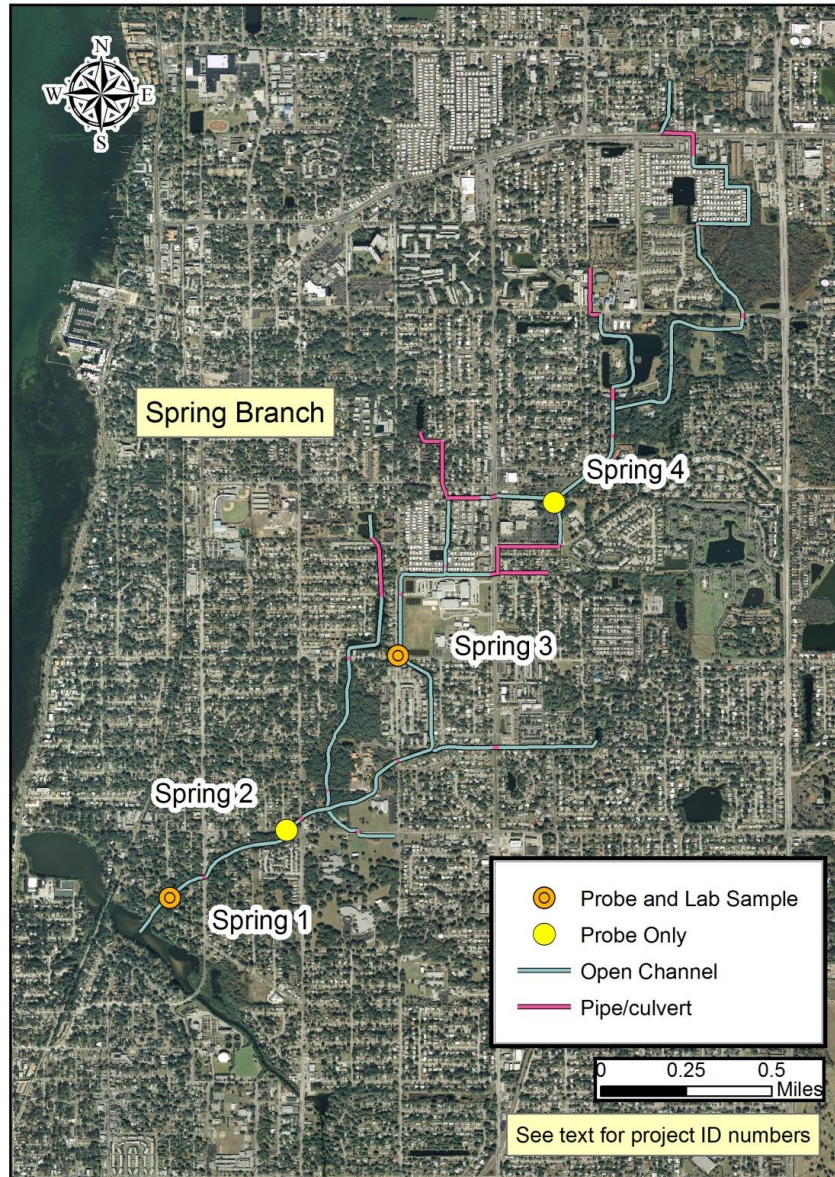 N
W E
S
Spring Branch
Spring 4
Spring 3
Spring 2
Spring 1
Probe and Lab Sample
Probe Only
Open Channel
Pipe/culvert
0 0.25 0.5
Miles
See text for project ID numbers